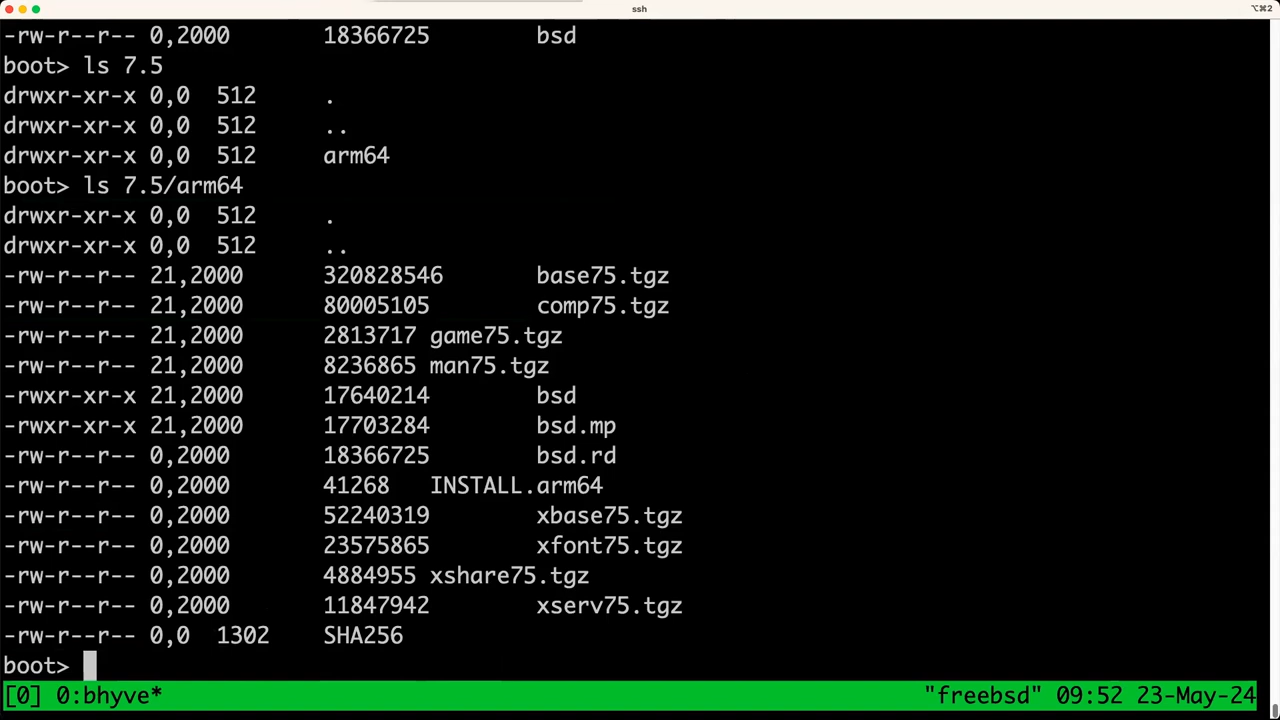 ssh
⌥⌘2
-rw-r--r-- 0,2000 18366725 bsd
boot> ls 7.5
drwxr-xr-x 0,0 512 .
drwxr-xr-x 0,0 512 ..
drwxr-xr-x 0,0 512 arm64
boot> ls 7.5/arm64
drwxr-xr-x 0,0 512 .
drwxr-xr-x 0,0 512 ..
-rw-r--r-- 21,2000 320828546 base75.tgz
-rw-r--r-- 21,2000 80005105 comp75.tgz
-rw-r--r-- 21,2000 2813717 game75.tgz
-rw-r--r-- 21,2000 8236865 man75.tgz
-rwxr-xr-x 21,2000 17640214 bsd
-rwxr-xr-x 21,2000 17703284 bsd.mp
-rw-r--r-- 0,2000 18366725 bsd.rd
-rw-r--r-- 0,2000 41268 INSTALL.arm64
-rw-r--r-- 0,2000 52240319 xbase75.tgz
-rw-r--r-- 0,2000 23575865 xfont75.tgz
-rw-r--r-- 0,2000 4884955 xshare75.tgz
-rw-r--r-- 0,2000 11847942 xserv75.tgz
-rw-r--r-- 0,0 1302 SHA256
boot>
[0] 0:bhyve* "freebsd" 09:52 23-May-24